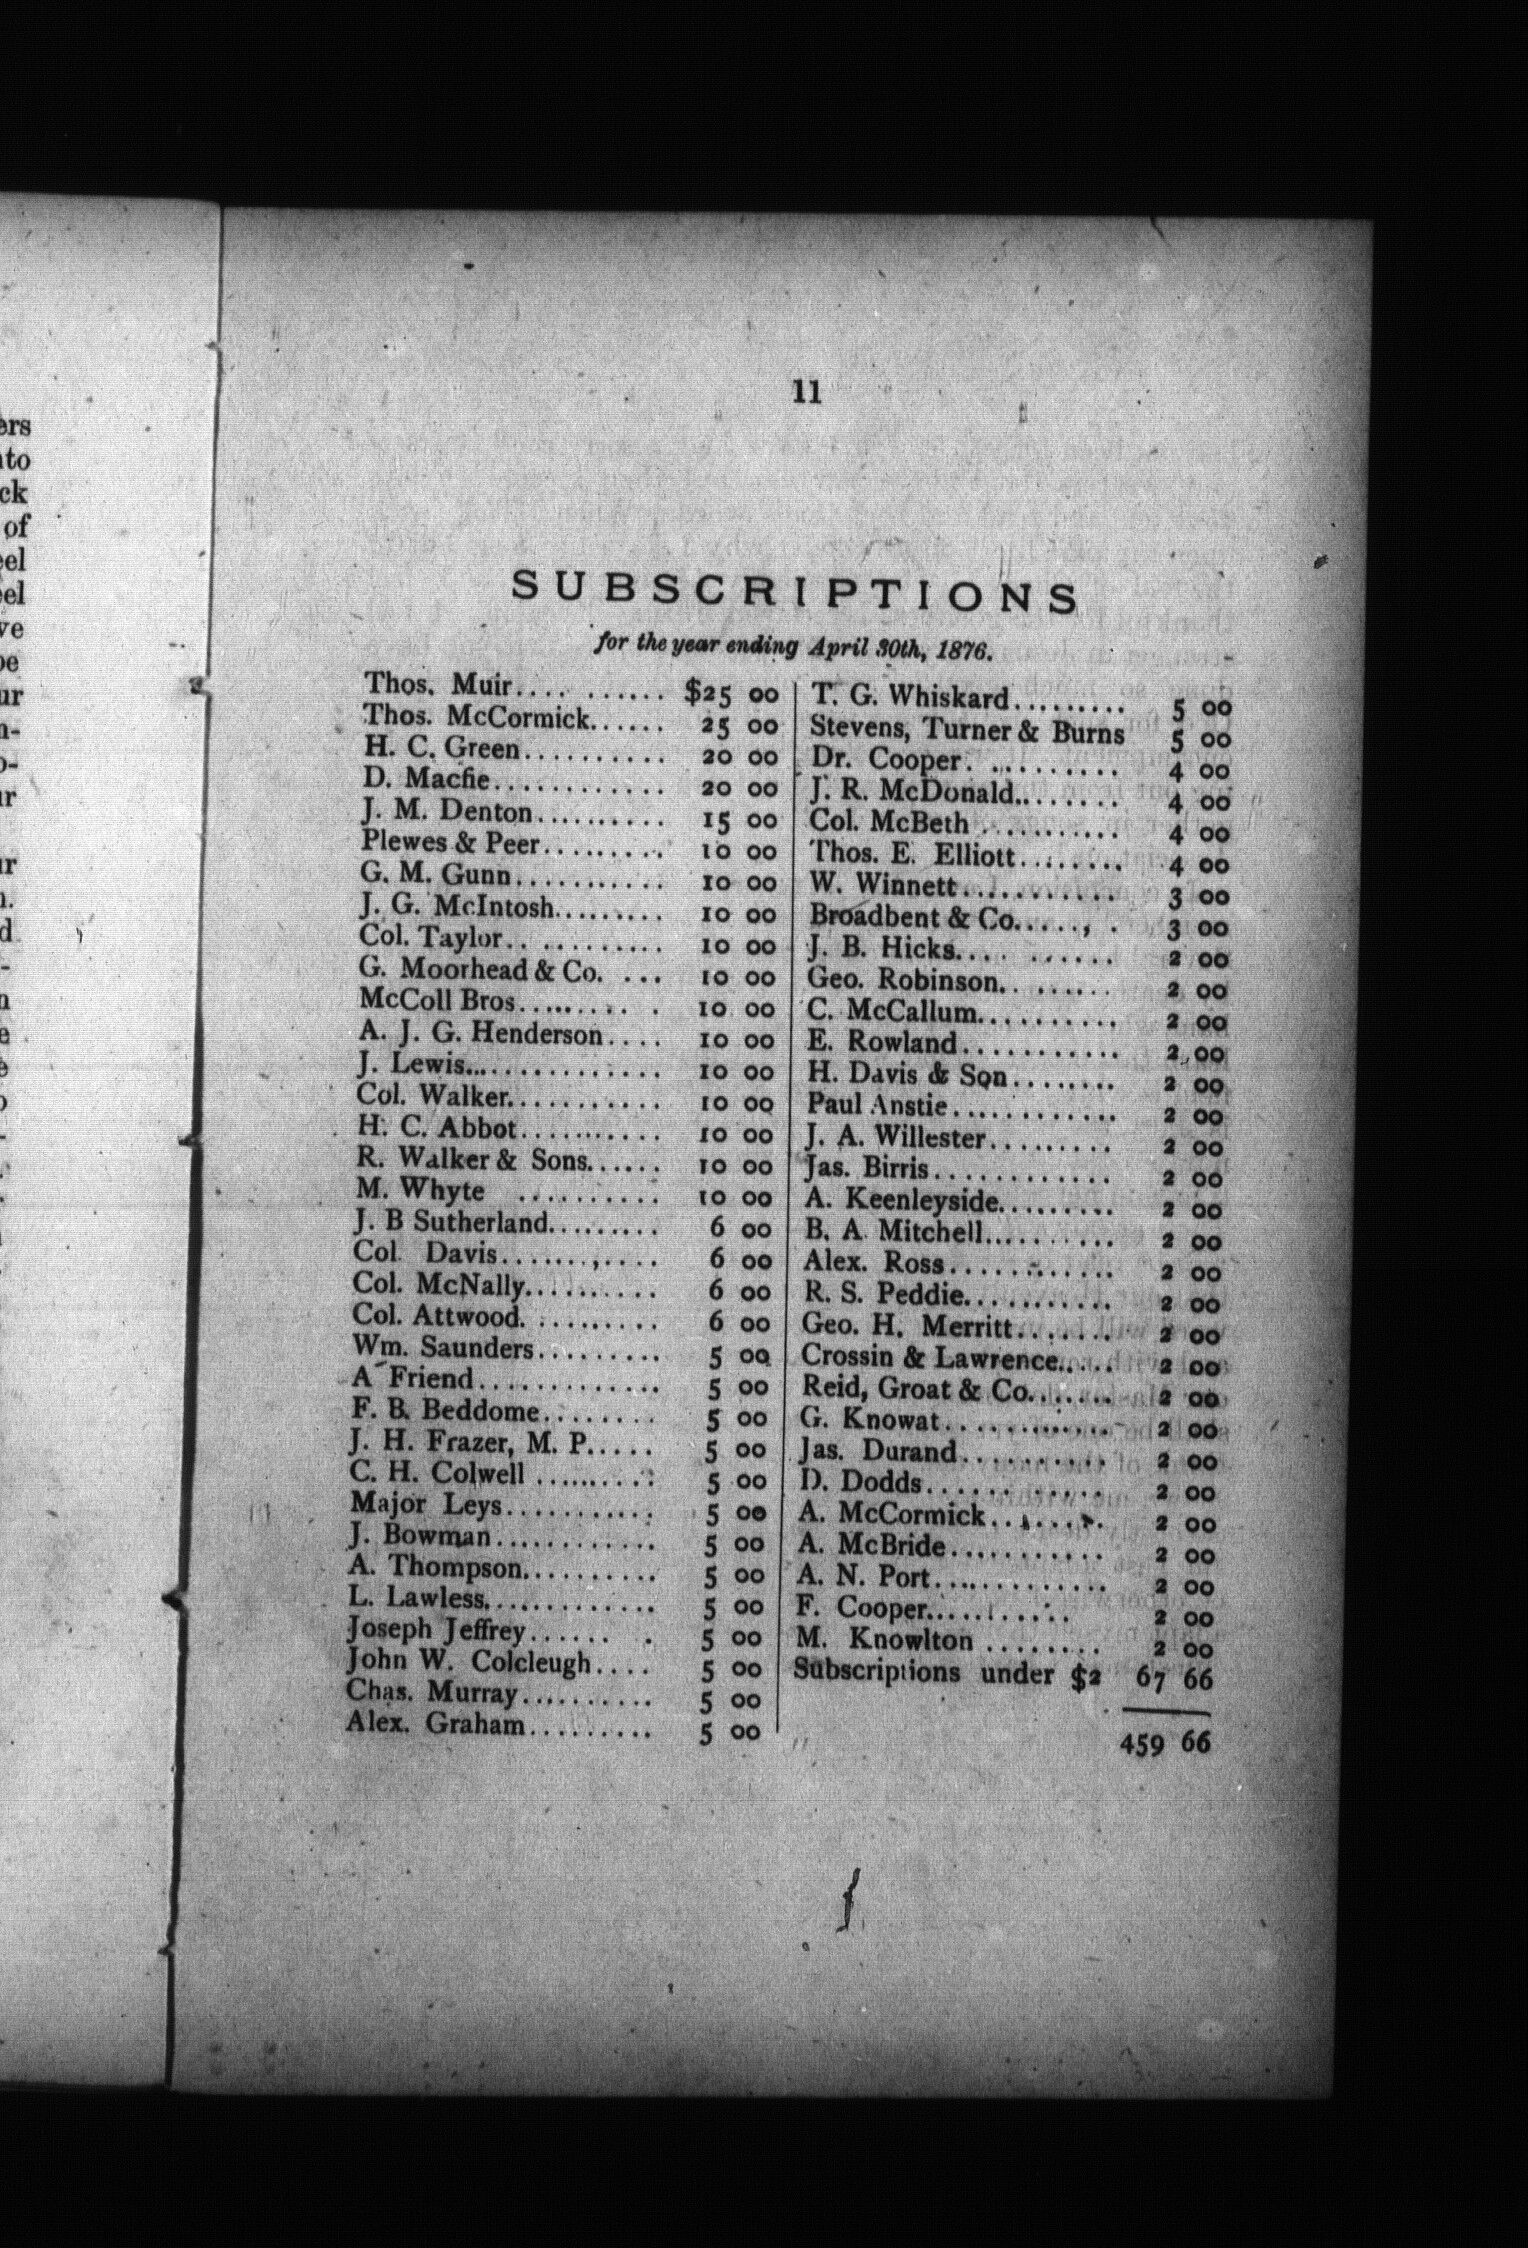 ers
ato
ck
of
eel
eel
ve
be
ur
n-
o-
ur
ur
n.
d
-
n
e
e
o
-
11
SUBSCRIPTIONS
for the year ending April 30th, 1876.
Thos. Muir.... ...... $25 00
Thos. McCormick...... 25 00
H. C. Green.......... 20 00
D. Macfie............ 20 00
J. M. Denton.......... 15 00
Plewes & Peer......... 10 00
G. M. Gunn........... 10 00
J. G. McIntosh......... 10 00
Col. Taylor.. .......... 10 00
G. Moorhead & Co. ... 10 00
McColl Bros......... . 10 00
A. J. G. Henderson.... 10 00
J. Lewis............... 10 00
Col. Walker........... 10 00
H. C. Abbot.......... 10 00
R. Walker & Sons...... 10 00
M. Whyte .......... 10 00
J. B Sutherland......... 6 00
Col. Davis.......,.... 6 00
Col. McNally.......... 6 00
Col. Attwood. ......... 6 00
Wm. Saunders......... 5 00
A Friend............. 5 00
F. B. Beddome........ 5 00
J. H. Frazer, M. P..... 5 00
C. H. Colwell ........: 5 00
Major Leys........... 5 00
J. Bowman............ 5 00
A. Thompson.......... 5 00
L. Lawless............. 5 00
Joseph Jeffrey...... . 5 00
John W. Colcleugh.... 5 00
Chas. Murray.......... 5 00
Alex. Graham......... 5 00
T. G. Whiskard......... 5 00
Stevens, Turner & Burns 5 00
Dr. Cooper. .......... 4 00
J. R. McDonald........ 4 00
Col. McBeth ........... 4 00
Thos. E. Elliott........ 4 00
W. Winnett........... 3 00
Broadbent & Co....., . 3 00
J. B. Hicks.... ...... 2 00
Geo. Robinson......... 2 00
C. McCallum.......... 2 00
E. Rowland........... 2 00
H. Davis & Son........ 2 00
Paul Anstie............ 2 00
J. A. Willester......... 2 00
Jas. Birris............ 2 00
A. Keenleyside......... 2 00
B. A. Mitchell.......... 2 00
Alex. Ross............ 2 00
R. S. Peddie........... 2 00
Geo. H. Merritt....... 2 00
Crossin & Lawrence..... 2 00
Reid, Groat & Co....... 2 00
G. Knowat............ 2 00
Jas. Durand.......... 2 00
D. Dodds...... ..... 2 00
A. McCormick........ 2 00
A. McBride........... 2 00
A. N. Port............ 2 00
F. Cooper........... 2 00
M. Knowlton ........ 2 00
Subscriptions under $2 67 66
459 66